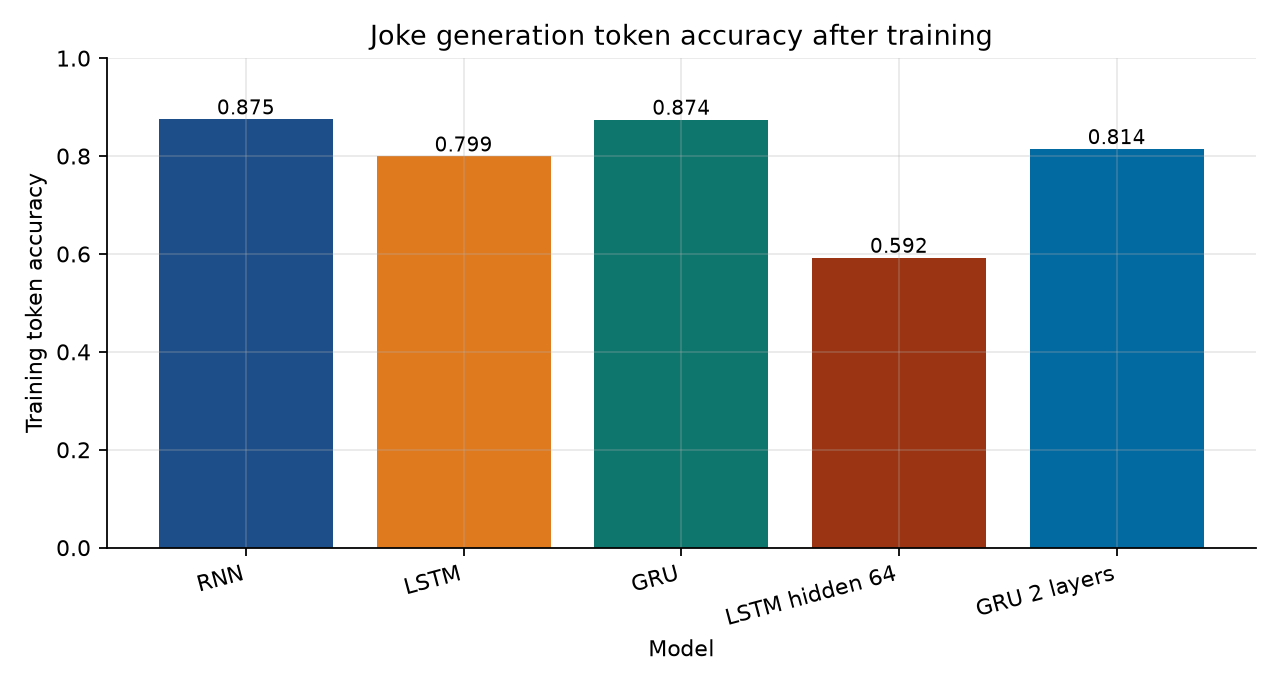 Joke generation token accuracy after training
Training token accuracy
1.0
0.8
0.6
0.4
0.2
0.0
0.875
0.799
0.874
0.592
0.814
RNN
LSTM
GRU
LSTM hidden 64
GRU 2 layers
Model